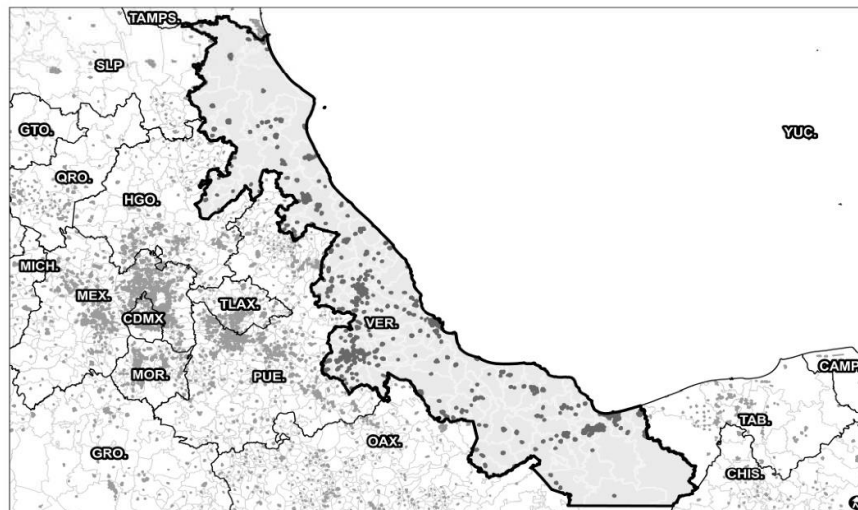 TAMPS.
SLP
GTO.
YUC.
QRO.
HGO.
MICH.
MEX.
TLAX.
CDMX
VER.
CAMP.
MOR.
PUE.
TAB.
OAX.
GRO.
CHIS.